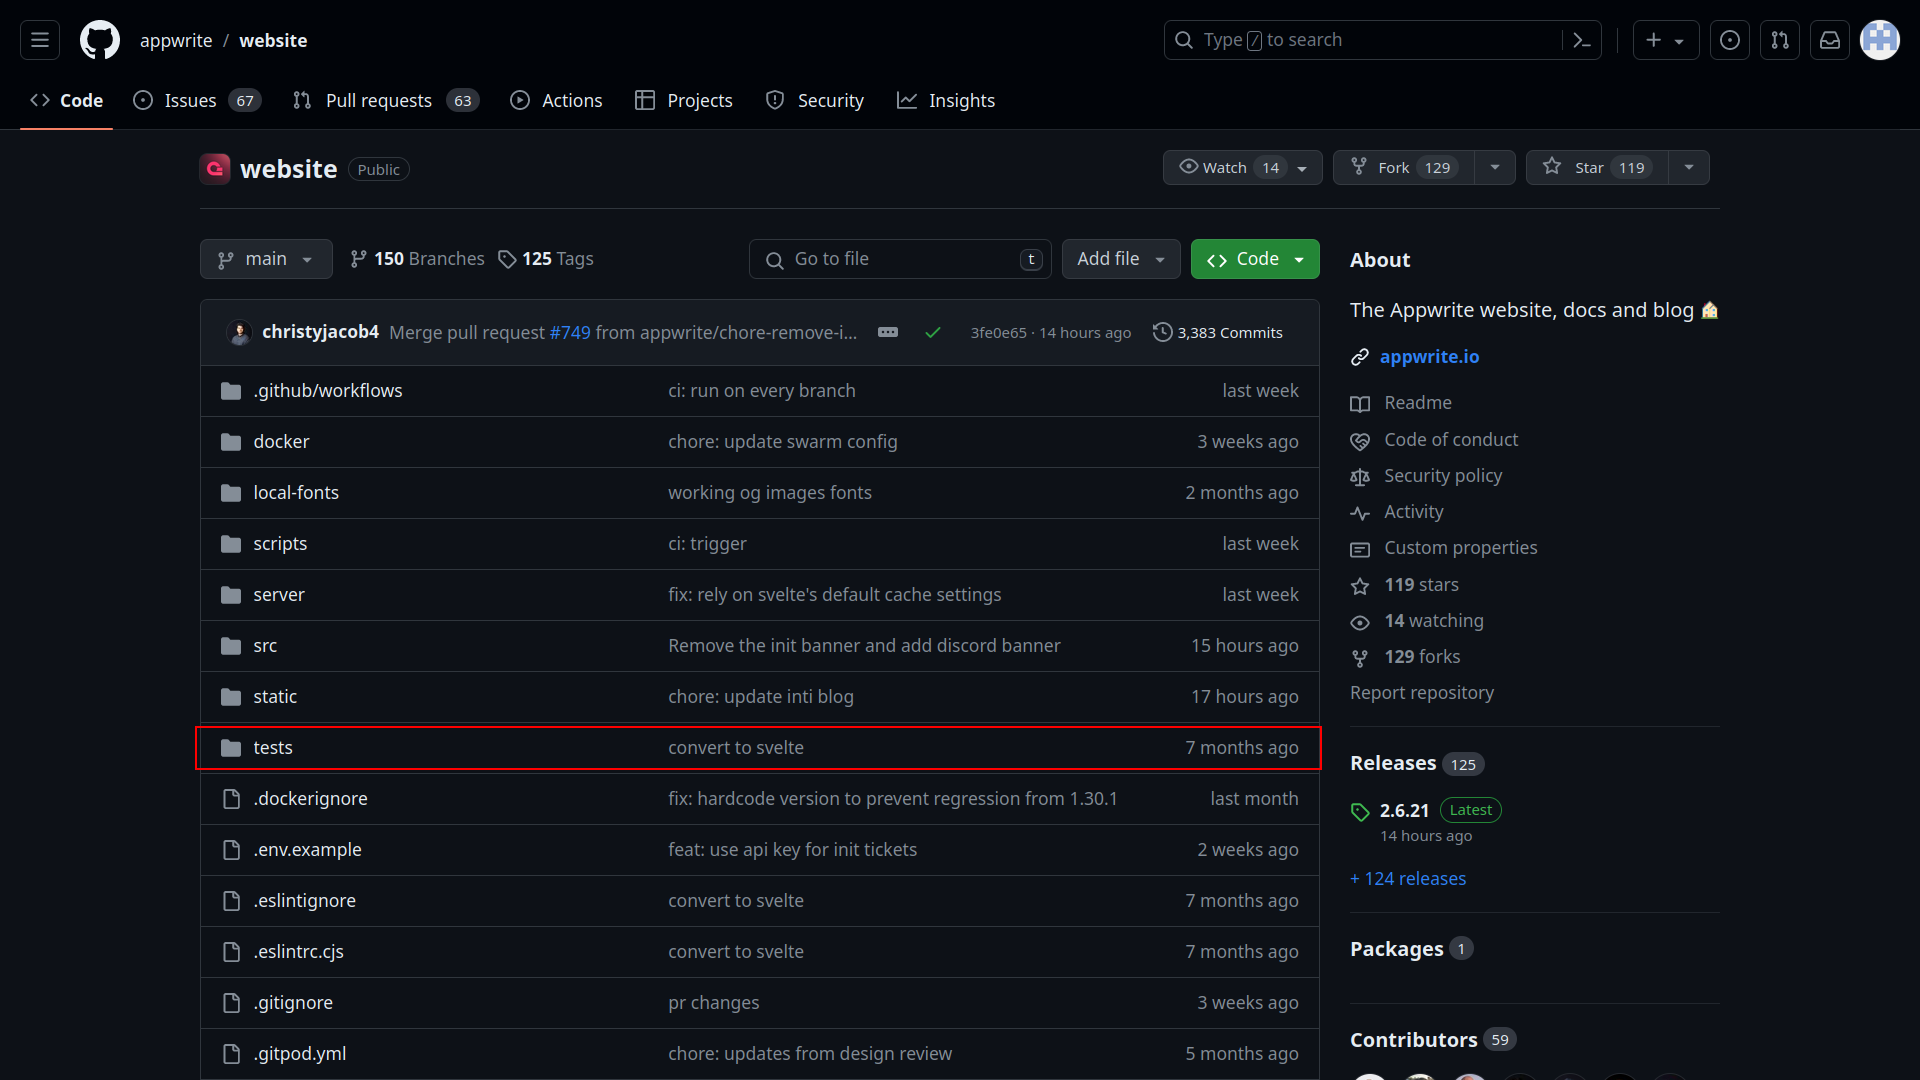 appwrite / website
Type / to search
Code Issues 67 Pull requests 63 Actions Projects Security Insights
website Public
Watch 14 Fork 129 Star 119
main 150 Branches 125 Tags Go to file t Add file Code
christyjacob4 Merge pull request #749 from appwrite/chore-remove-i... 3fe0e65 · 14 hours ago 3,383 Commits
.github/workflows ci: run on every branch last week
docker chore: update swarm config 3 weeks ago
local-fonts working og images fonts 2 months ago
scripts ci: trigger last week
server fix: rely on svelte's default cache settings last week
src Remove the init banner and add discord banner 15 hours ago
static chore: update inti blog 17 hours ago
tests convert to svelte 7 months ago
.dockerignore fix: hardcode version to prevent regression from 1.30.1 last month
.env.example feat: use api key for init tickets 2 weeks ago
.eslintignore convert to svelte 7 months ago
.eslintrc.cjs convert to svelte 7 months ago
.gitignore pr changes 3 weeks ago
.gitpod.yml chore: updates from design review 5 months ago
About
The Appwrite website, docs and blog
appwrite.io
Readme
Code of conduct
Security policy
Activity
Custom properties
119 stars
14 watching
129 forks
Report repository
Releases 125
2.6.21 Latest
14 hours ago
+ 124 releases
Packages 1
Contributors 59